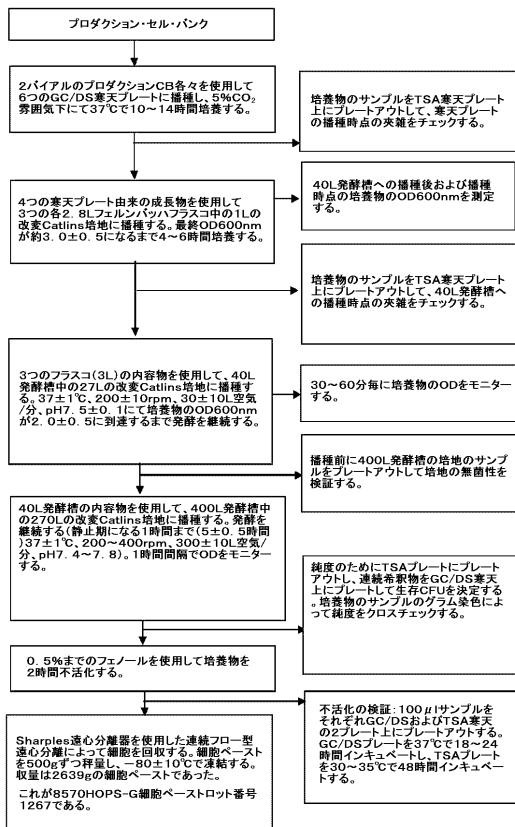 プロダクション・セル・バンク
2バイアルのプロダクションCB各々を使用して
6つのGC/DS寒天プレートに播種し、5%CO₂
雰囲気下にて37℃で10～14時間培養する。
培養物のサンプルをTSA寒天プレート
上にプレートアウトして、寒天プレート
の播種時点の夾雑をチェックする。
4つの寒天プレート由来の成長物を使用して
3つの各2.8Lフェルンバッハフラスコ中の1Lの
改変Catlins培地に播種する。最終OD600nm
が約3.0±0.5になるまで4～6時間培養する。
40L発酵槽への播種後および播種
時点の培養物のOD600nmを測定
する。
培養物のサンプルをTSA寒天プレート
上にプレートアウトして、40L発酵槽へ
の播種時点の夾雑をチェックする。
3つのフラスコ(3L)の内容物を使用して、40L
発酵槽中の27Lの改変Catlins培地に播種す
る。37±1℃、200±10rpm、30±10L空気
/分、pH7.5±0.1にて培養物のOD600nm
が2.0±0.5に到達するまで発酵を継続する。
30～60分毎に培養物のODをモニター
する。
播種前に400L発酵槽の培地のサンプ
ルをプレートアウトして培地の無菌性を
検証する。
40L発酵槽の内容物を使用して、400L発酵槽中
の270Lの改変Catlins培地に播種する。発酵を
継続する(静止期になる1時間まで(5±0.5時間)
37±1℃、200～400rpm、300±10L空気/
分、pH7.4～7.8)。1時間間隔でODをモニタ
ーする。
純度のためにTSAプレートにプレート
アウトし、連続希釈物をGC/DS寒天
上にプレートして生存CFUを決定する
。培養物のサンプルのグラム染色によ
って純度をクロスチェックする。
0.5%までのフェノールを使用して培養物を
2時間不活化する。
不活化の検証:100μlサンプルを
それぞれGC/DSおよびTSA寒天
の2プレート上にプレートアウトする。
GC/DSプレートを37℃で18～24
時間インキュベートし、TSAプレート
を30～35℃で48時間インキュベー
トする。
Sharples遠心分離器を使用した連続フロー型
遠心分離によって細胞を回収する。細胞ペースト
を500gずつ秤量し、-80±10℃で凍結する。
収量は2639gの細胞ペーストであった。
これが8570HOPS-G細胞ペーストロット番号
1267である。